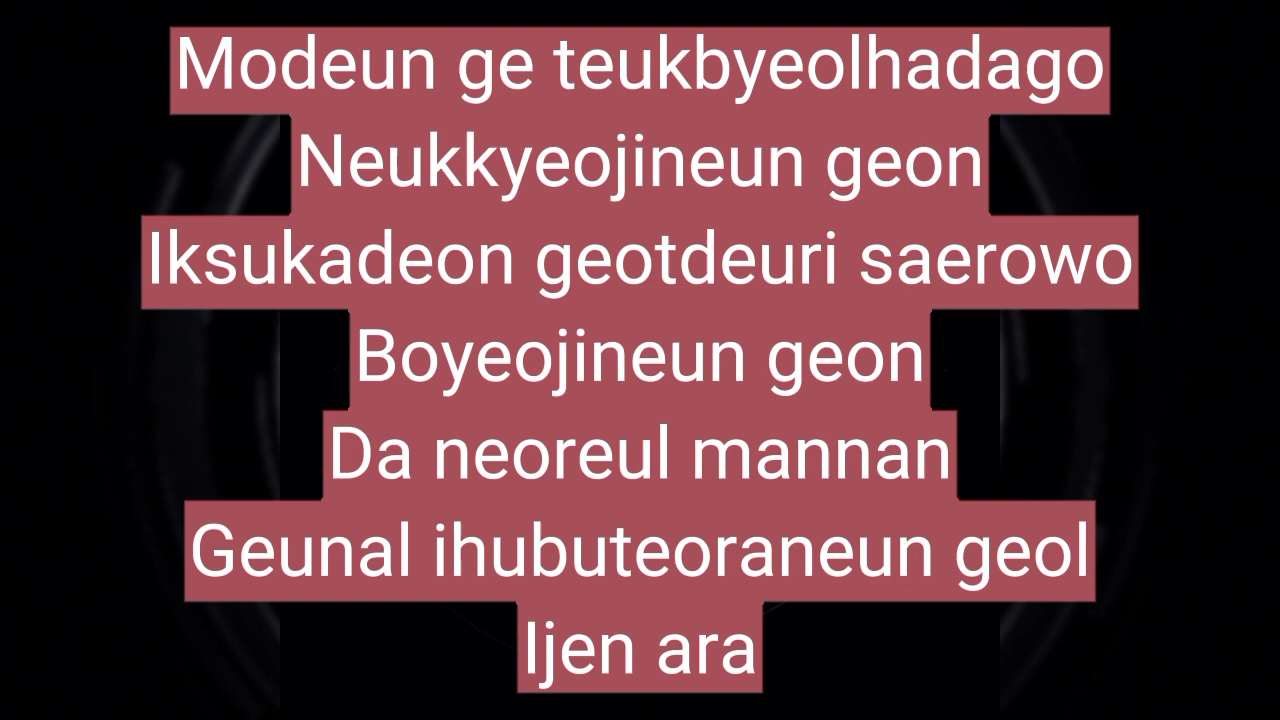 Modeun ge teukbyeolhadago
Neukkyeojineun geon
Iksukadeon geotdeuri saerowo
Boyeojineun geon
Da neoreul mannan
Geunal ihubuteoraneun geol
Ijen ara